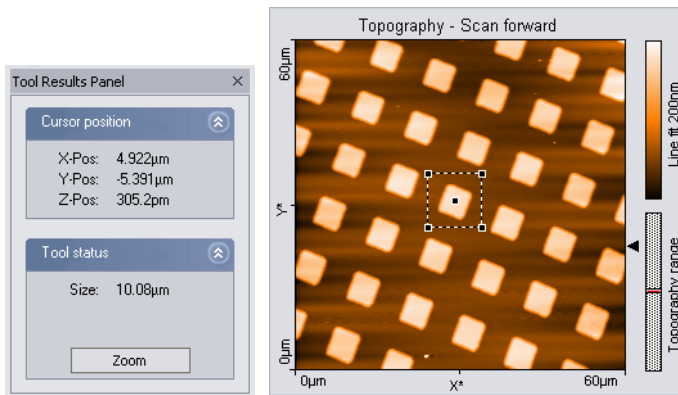 Tool Results Panel
Cursor position
X-Pos: 4.922µm
Y-Pos: -5.391µm
Z-Pos: 305.2pm
Tool status
Size: 10.08µm
Zoom
Topography - Scan forward
60µm
Y*
0µm
0µm
X*
60µm
Line fit 200nm
Topography range